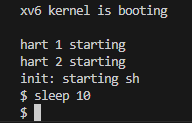 xv6 kernel is booting
hart 1 starting
hart 2 starting
init: starting sh
$ sleep 10
$